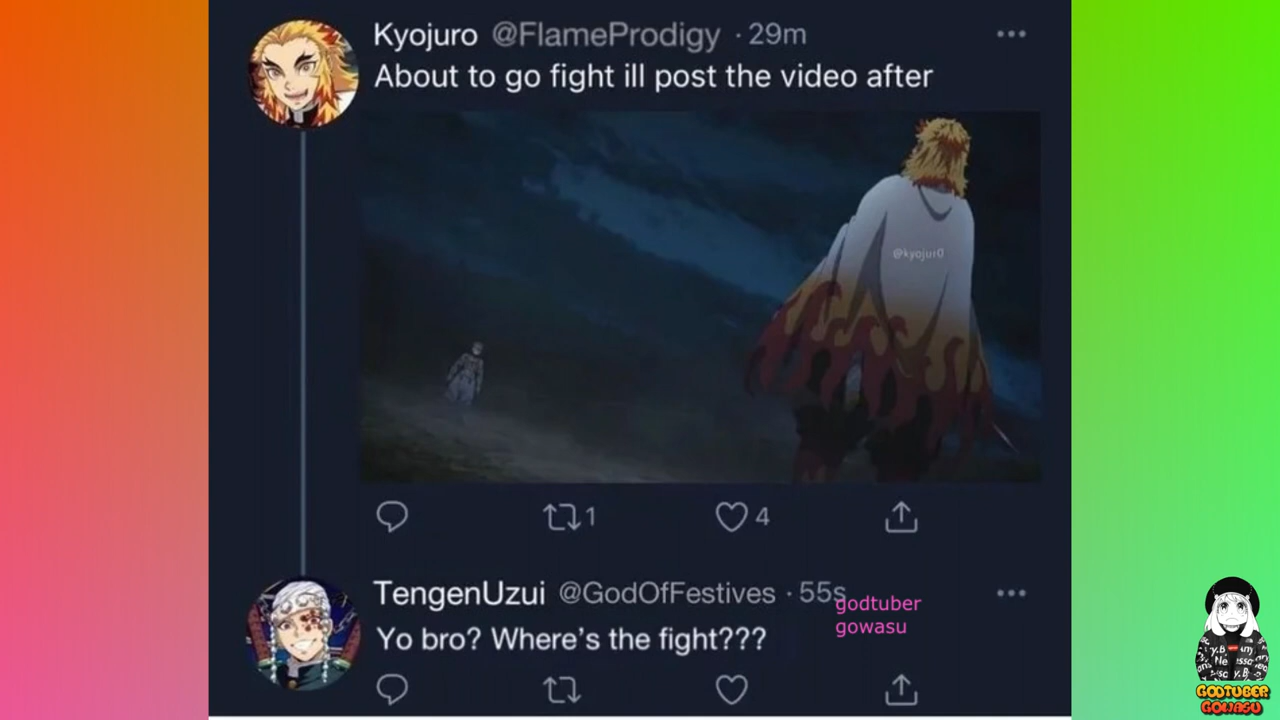 Kyojuro @FlameProdigy · 29m
About to go fight ill post the video after
@kyojur0
1
4
TengenUzui @GodOfFestives · 55s
godtuber
gowasu
Yo bro? Where's the fight???
GODTUBER
GOWASU